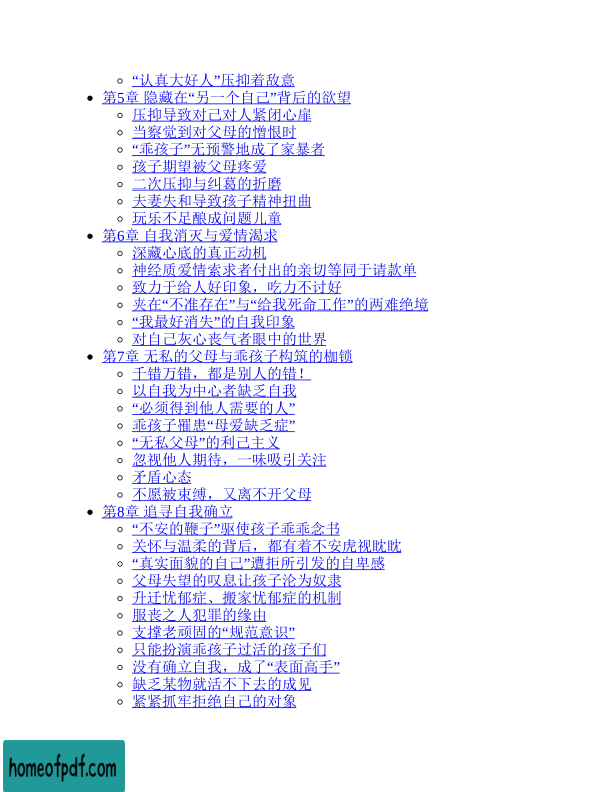 “认真大好人”压抑着敌意
第5章 隐藏在“另一个自己”背后的欲望
压抑导致对己对人紧闭心扉
当察觉到对父母的憎恨时
“乖孩子”无预警地成了家暴者
孩子期望被父母疼爱
二次压抑与纠葛的折磨
夫妻失和导致孩子精神扭曲
玩乐不足酿成问题儿童
第6章 自我消灭与爱情渴求
深藏心底的真正动机
神经质爱情索求者付出的亲切等同于请款单
致力于给人好印象，吃力不讨好
夹在“不准存在”与“给我死命工作”的两难绝境
“我最好消失”的自我印象
对自己灰心丧气者眼中的世界
第7章 无私的父母与乖孩子构筑的枷锁
千错万错，都是别人的错！
以自我为中心者缺乏自我
“必须得到他人需要的人”
乖孩子罹患“母爱缺乏症”
“无私父母”的利己主义
忽视他人期待，一味吸引关注
矛盾心态
不愿被束缚，又离不开父母
第8章 追寻自我确立
“不安的鞭子”驱使孩子乖乖念书
关怀与温柔的背后，都有着不安虎视眈眈
“真实面貌的自己”遭拒所引发的自卑感
父母失望的叹息让孩子沦为奴隶
升迁忧郁症、搬家忧郁症的机制
服丧之人犯罪的缘由
支撑老顽固的“规范意识”
只能扮演乖孩子过活的孩子们
没有确立自我，成了“表面高手”
缺乏某物就活不下去的成见
紧紧抓牢拒绝自己的对象
homeofpdf.com